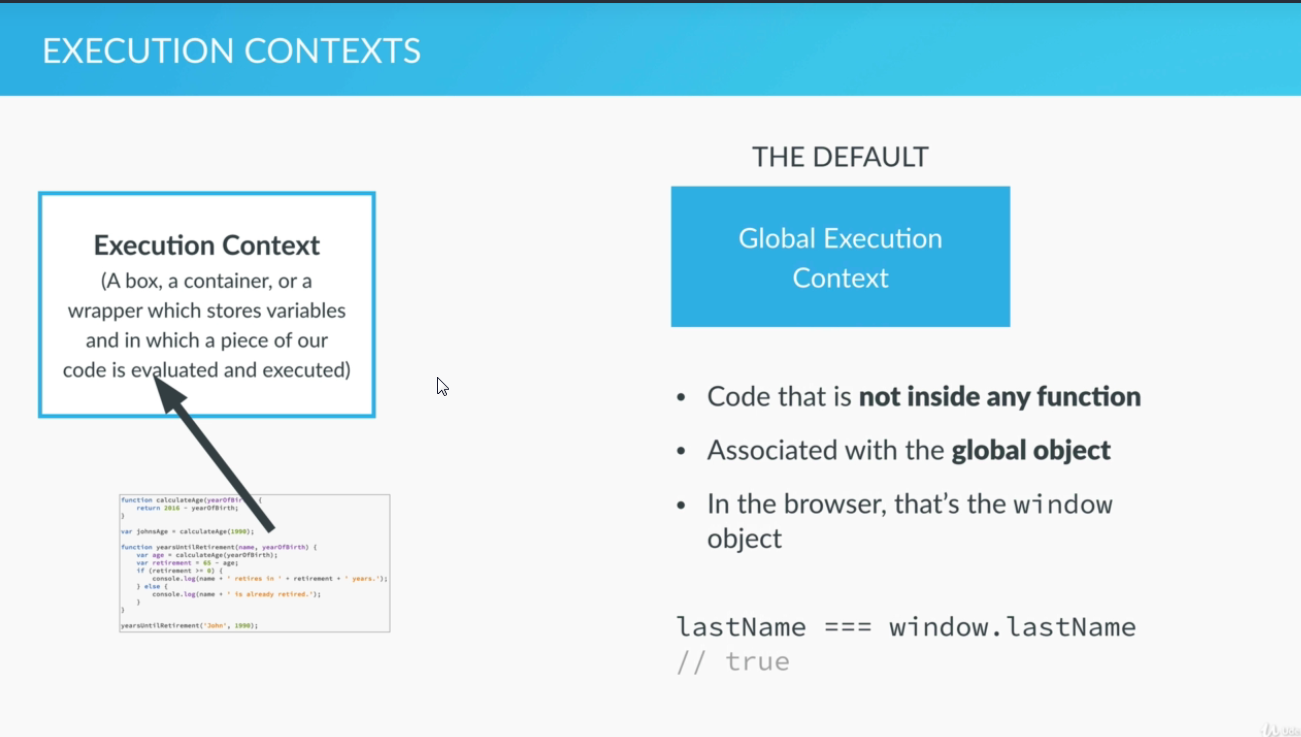 EXECUTION CONTEXTS
Execution Context
(A box, a container, or a
wrapper which stores variables
and in which a piece of our
code is evaluated and executed)
function calculateAge(yearOfBir {
return 2016 - yearOfBirth;
}
var johnsAge = calculateAge(1990);
function yearsUntilRetirement(name, yearOfBirth) {
var age = calculateAge(yearOfBirth);
var retirement = 65 - age;
if (retirement >= 0) {
console.log(name + ' retires in ' + retirement + ' years.');
} else {
console.log(name + ' is already retired.');
}
}
yearsUntilRetirement('John', 1990);
THE DEFAULT
Global Execution
Context
• Code that is not inside any function
• Associated with the global object
• In the browser, that’s the window
object
lastName === window.lastName
// true